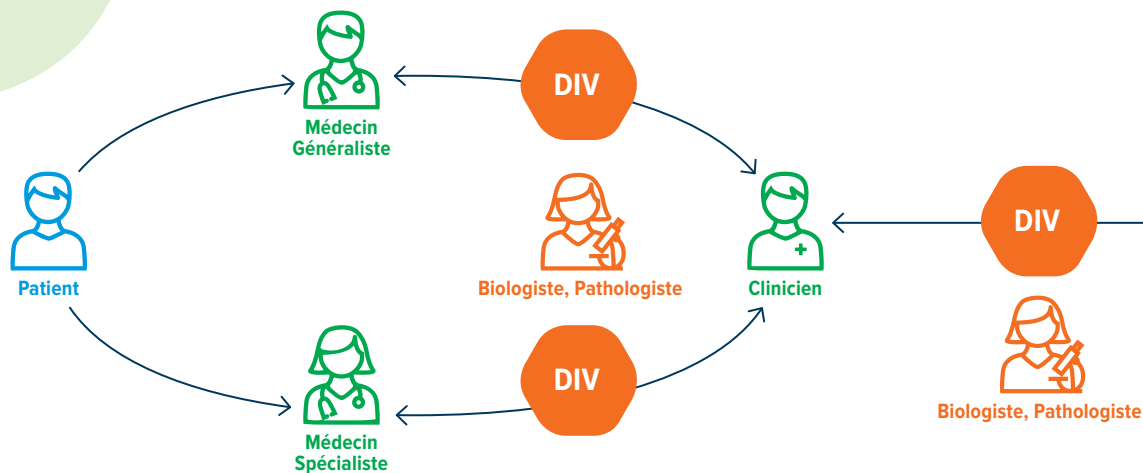 DIV
Médecin
Généraliste
Patient
Biologiste, Pathologiste
Clinicien
DIV
Biologiste, Pathologiste
DIV
Médecin
Spécialiste